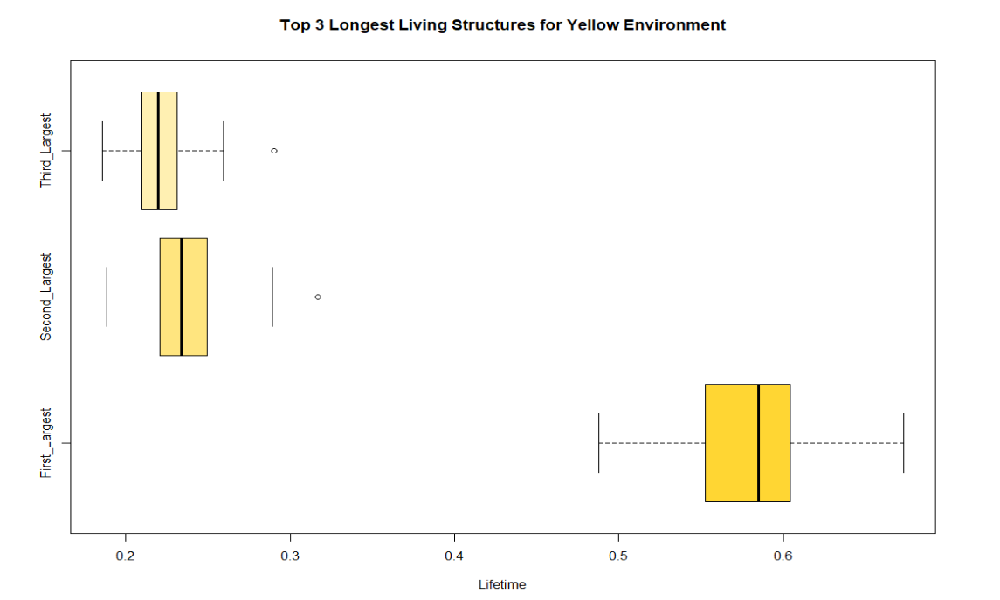 Top 3 Longest Living Structures for Yellow Environment
Third_Largest
Second_Largest
First_Largest
0.2 0.3 0.4 0.5 0.6
Lifetime